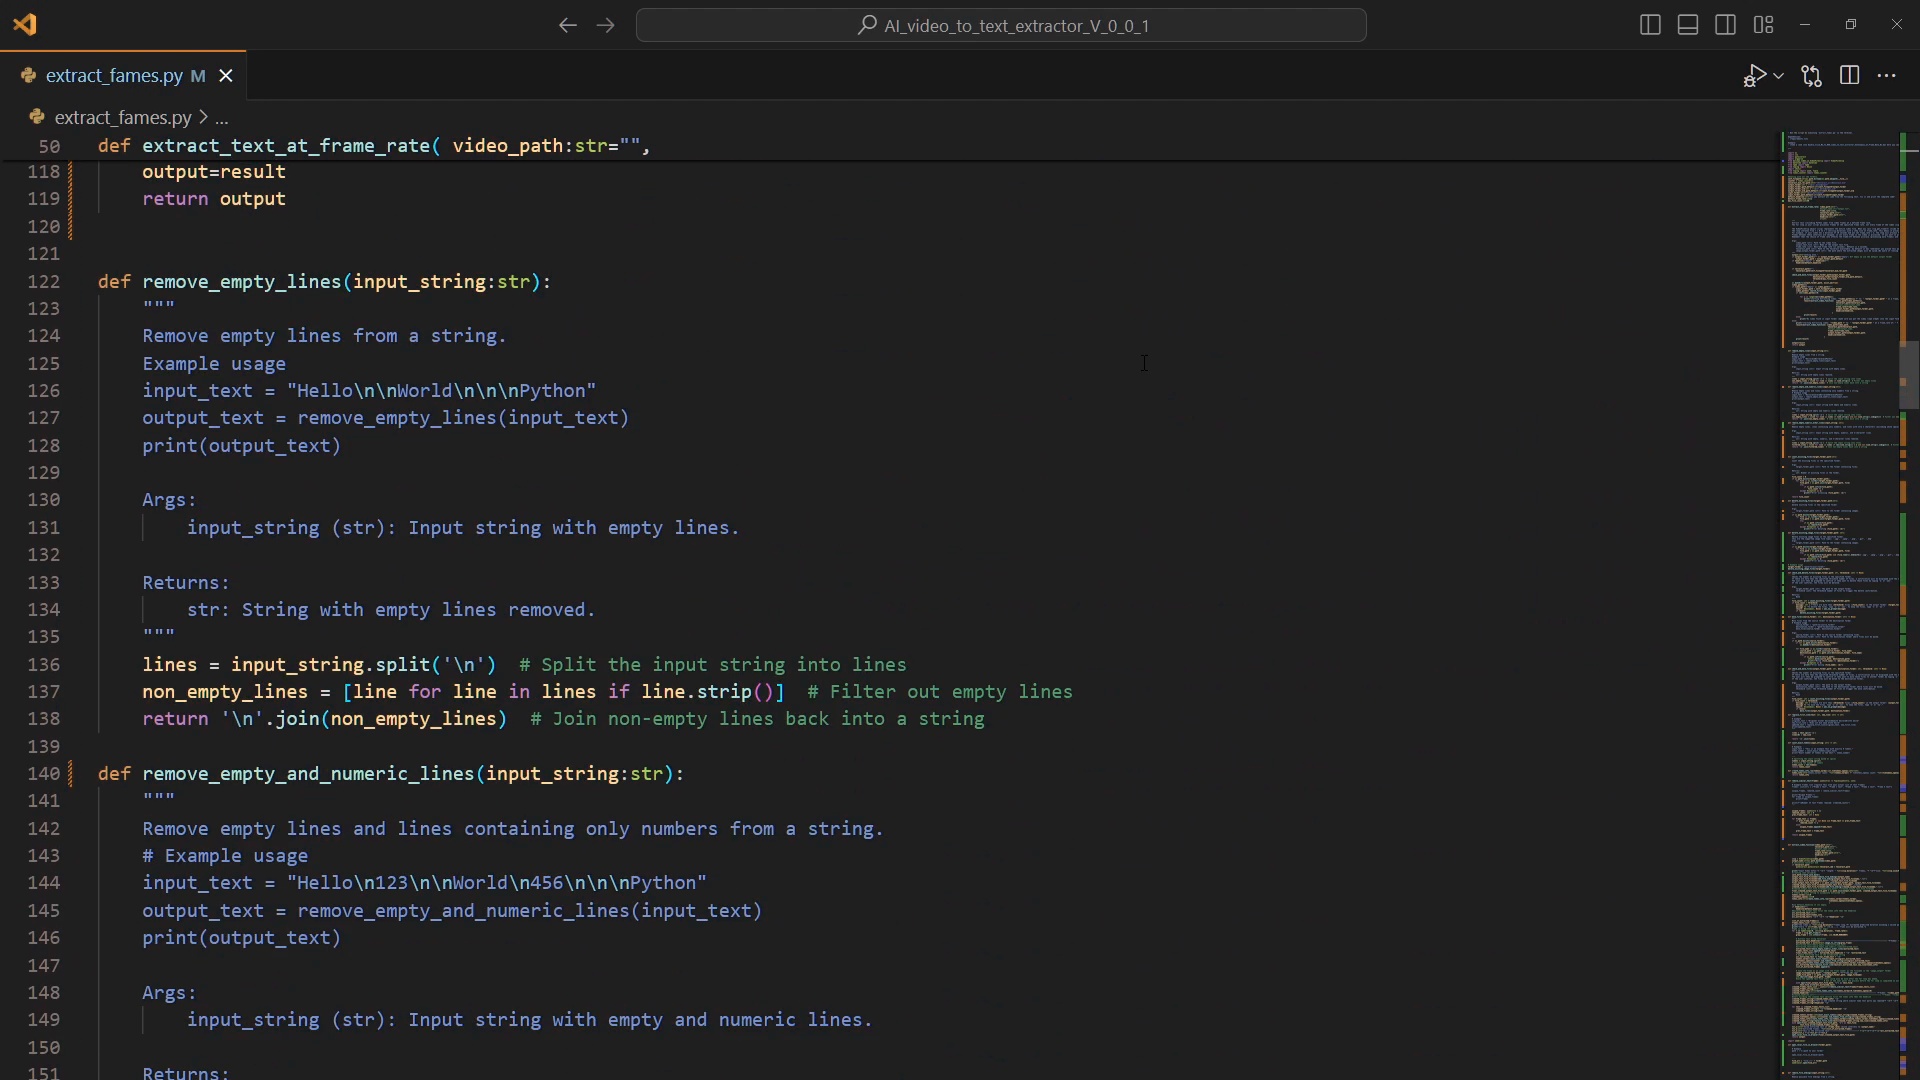 AI_video_to_text_extractor_V_0_0_1
extract_fames.py M
extract_fames.py > ...
50 def extract_text_at_frame_rate( video_path:str="",
118 output=result
119 return output
120
121
122 def remove_empty_lines(input_string:str):
123 """
124 Remove empty lines from a string.
125 Example usage
126 input_text = "Hello\n\nWorld\n\n\nPython"
127 output_text = remove_empty_lines(input_text)
128 print(output_text)
129
130 Args:
131 input_string (str): Input string with empty lines.
132
133 Returns:
134 str: String with empty lines removed.
135 """
136 lines = input_string.split('\n')  # Split the input string into lines
137 non_empty_lines = [line for line in lines if line.strip()]  # Filter out empty lines
138 return '\n'.join(non_empty_lines)  # Join non-empty lines back into a string
139
140 def remove_empty_and_numeric_lines(input_string:str):
141 """
142 Remove empty lines and lines containing only numbers from a string.
143 # Example usage
144 input_text = "Hello\n123\n\nWorld\n456\n\n\nPython"
145 output_text = remove_empty_and_numeric_lines(input_text)
146 print(output_text)
147
148 Args:
149 input_string (str): Input string with empty and numeric lines.
150
151 Returns: